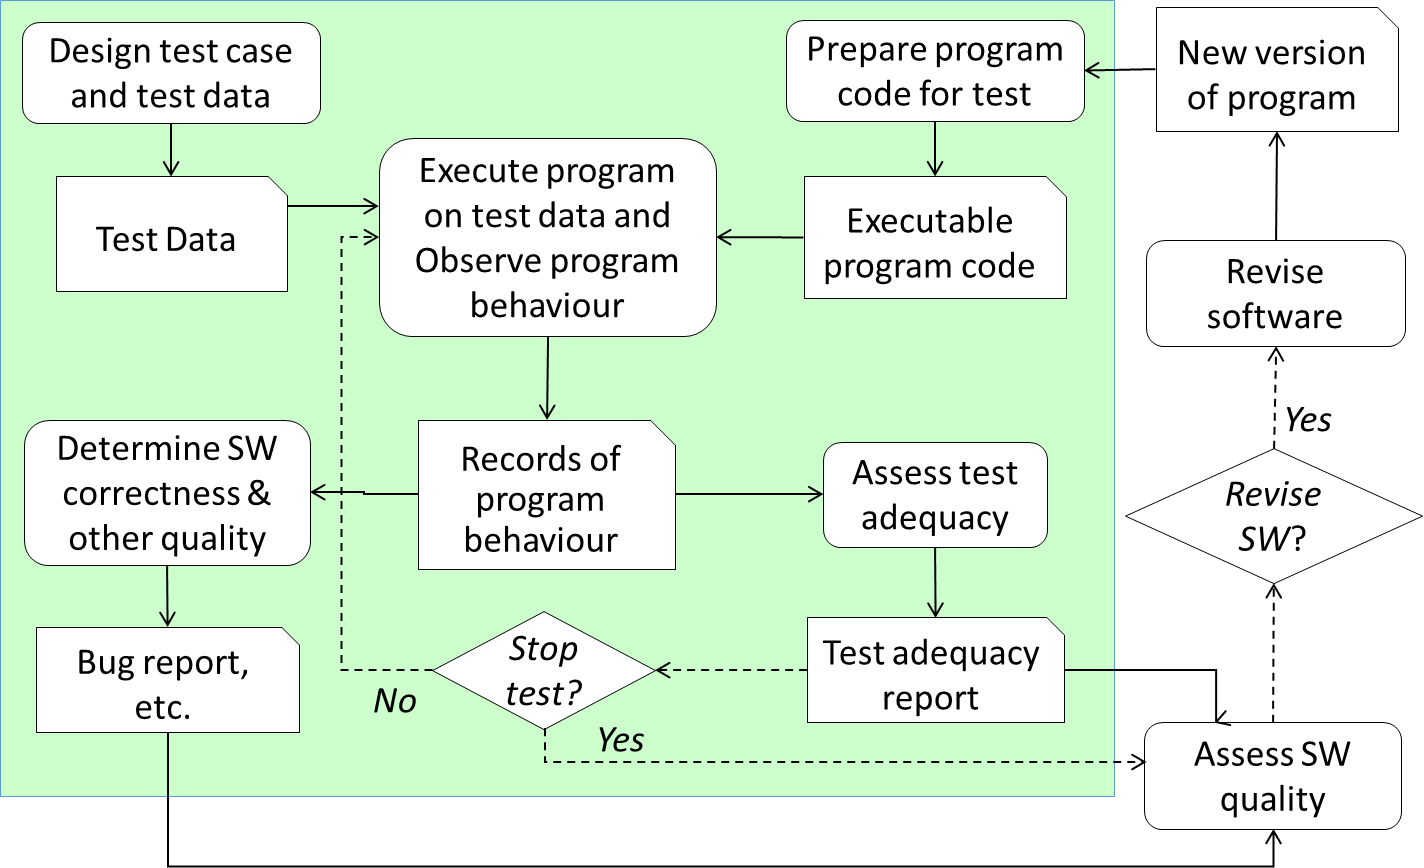 Design test case
and test data
Prepare program
code for test
New version
of program
Execute program
on test data and
Observe program
behaviour
Test Data
Executable
program code
Revise
software
Yes
Determine SW
correctness &
other quality
Records of
program
behaviour
Assess test
adequacy
Revise
SW?
Stop
test?
Test adequacy
report
Bug report,
etc.
No
Yes
Assess SW
quality